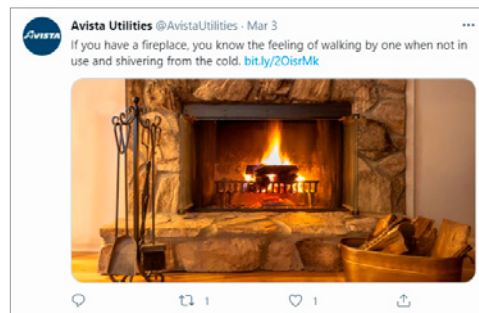 AVISTA
Avista Utilities @AvistaUtilities · Mar 3
If you have a fireplace, you know the feeling of walking by one when not in
use and shivering from the cold. bit.ly/2OisrMk
1
1